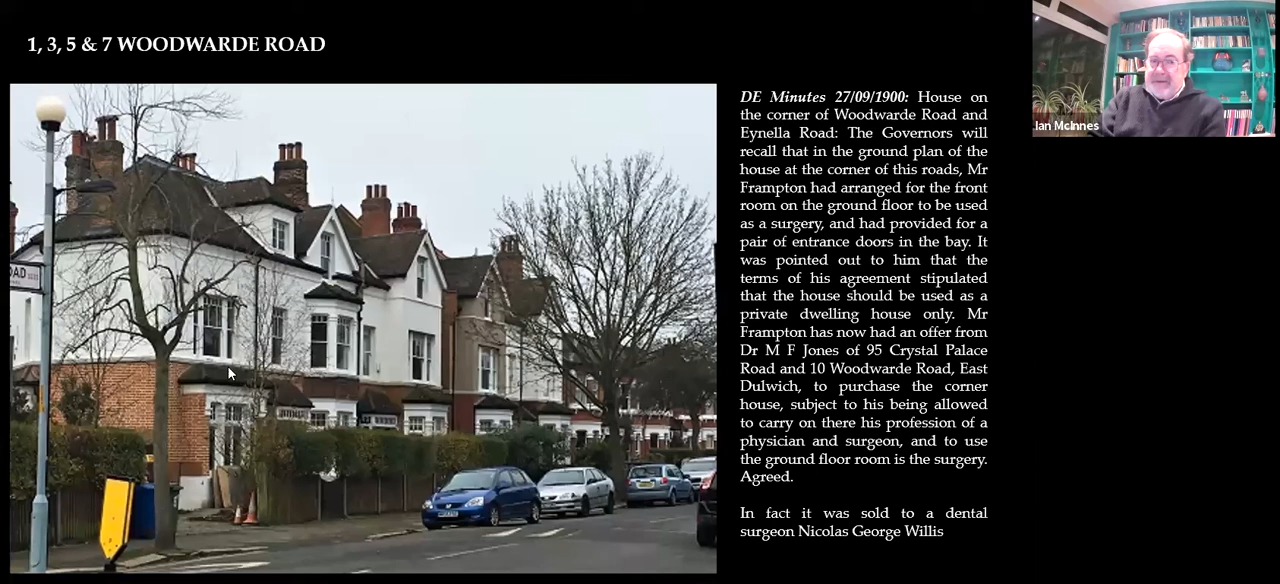 1, 3, 5 & 7 WOODWARDE ROAD
DE Minutes 27/09/1900: House on
the corner of Woodwarde Road and
Eynella Road: The Governors will
recall that in the ground plan of the
house at the corner of this roads, Mr
Frampton had arranged for the front
room on the ground floor to be used
as a surgery, and had provided for a
pair of entrance doors in the bay. It
was pointed out to him that the
terms of his agreement stipulated
that the house should be used as a
private dwelling house only. Mr
Frampton has now had an offer from
Dr M F Jones of 95 Crystal Palace
Road and 10 Woodwarde Road, East
Dulwich, to purchase the corner
house, subject to his being allowed
to carry on there his profession of a
physician and surgeon, and to use
the ground floor room is the surgery.
Agreed.
In fact it was sold to a dental
surgeon Nicolas George Willis
Ian McInnes
OAD